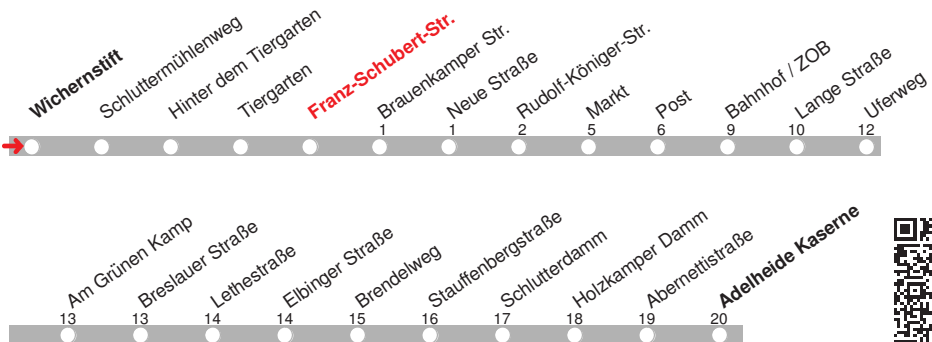 Wichernstift
Schluttermühlenweg
Hinter dem Tiergarten
Tiergarten
Franz-Schubert-Str.
Brauenkamper Str.
Neue Straße
Rudolf-Königer-Str.
Markt
Post
Bahnhof / ZOB
Lange Straße
Uferweg
1 1 2 5 6 9 10 12
Am Grünen Kamp
Breslauer Straße
Lethestraße
Elbinger Straße
Brendelweg
Stauffenbergstraße
Schlutterdamm
Holzkamper Damm
Abernettistraße
Adelheide Kaserne
13 13 14 14 15 16 17 18 19 20